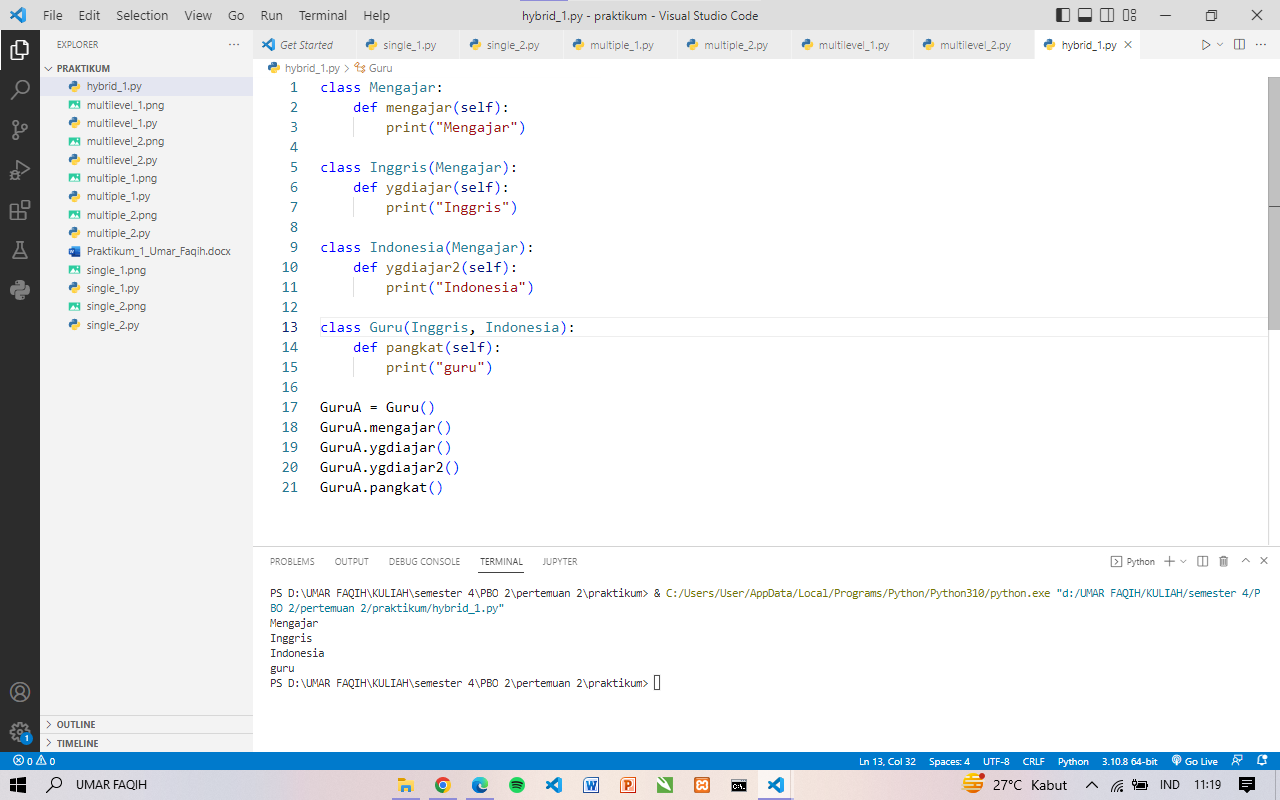 File Edit Selection View Go Run Terminal Help hybrid_1.py - praktikum - Visual Studio Code
EXPLORER
PRAKTIKUM
hybrid_1.py
multilevel_1.png
multilevel_1.py
multilevel_2.png
multilevel_2.py
multiple_1.png
multiple_1.py
multiple_2.png
multiple_2.py
Praktikum_1_Umar_Faqih.docx
single_1.png
single_1.py
single_2.png
single_2.py
OUTLINE
TIMELINE
1
Get Started single_1.py single_2.py multiple_1.py multiple_2.py multilevel_1.py multilevel_2.py hybrid_1.py
hybrid_1.py > Guru
1 class Mengajar:
2     def mengajar(self):
3         print("Mengajar")
4
5 class Inggris(Mengajar):
6     def ygdiajar(self):
7         print("Inggris")
8
9 class Indonesia(Mengajar):
10     def ygdiajar2(self):
11         print("Indonesia")
12
13 class Guru(Inggris, Indonesia):
14     def pangkat(self):
15         print("guru")
16
17 GuruA = Guru()
18 GuruA.mengajar()
19 GuruA.ygdiajar()
20 GuruA.ygdiajar2()
21 GuruA.pangkat()
PROBLEMS OUTPUT DEBUG CONSOLE TERMINAL JUPYTER Python
PS D:\UMAR FAQIH\KULIAH\semester 4\PBO 2\pertemuan 2\praktikum> & C:/Users/User/AppData/Local/Programs/Python/Python310/python.exe "d:/UMAR FAQIH/KULIAH/semester 4/P
BO 2/pertemuan 2/praktikum/hybrid_1.py"
Mengajar
Inggris
Indonesia
guru
PS D:\UMAR FAQIH\KULIAH\semester 4\PBO 2\pertemuan 2\praktikum>
0 0 Ln 13, Col 32 Spaces: 4 UTF-8 CRLF Python 3.10.8 64-bit Go Live
UMAR FAQIH 27°C Kabut IND 11:19